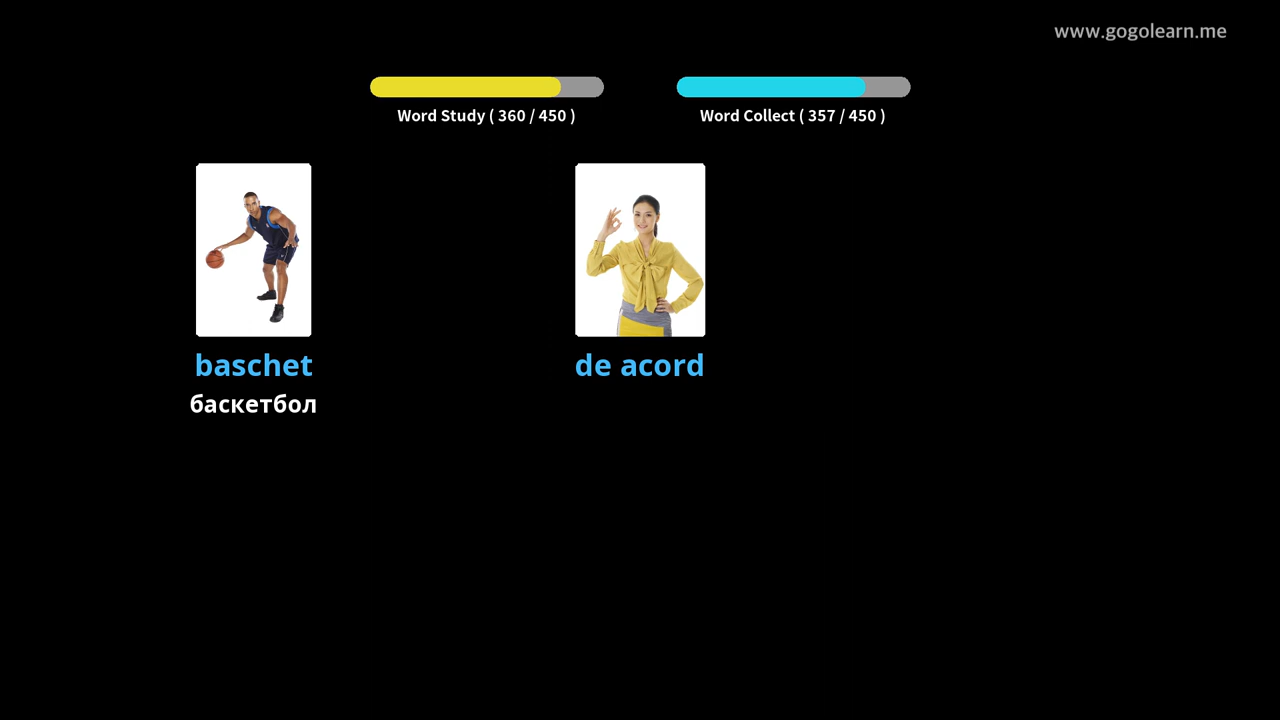 www.gogolearn.me
Word Study ( 360 / 450 )
Word Collect ( 357 / 450 )
baschet
de acord
баскетбол